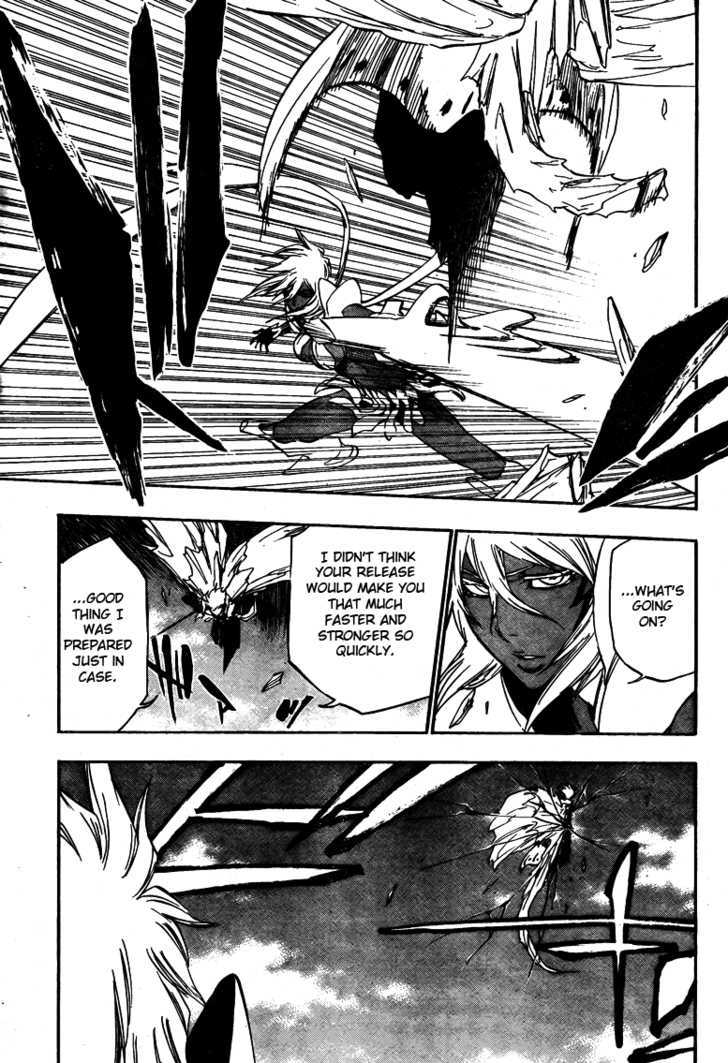 ...WHAT'S
GOING
ON?
I DIDN'T THINK
YOUR RELEASE
WOULD MAKE YOU
THAT MUCH
FASTER AND
STRONGER SO
QUICKLY.
...GOOD
THING I
WAS
PREPARED
JUST IN
CASE.